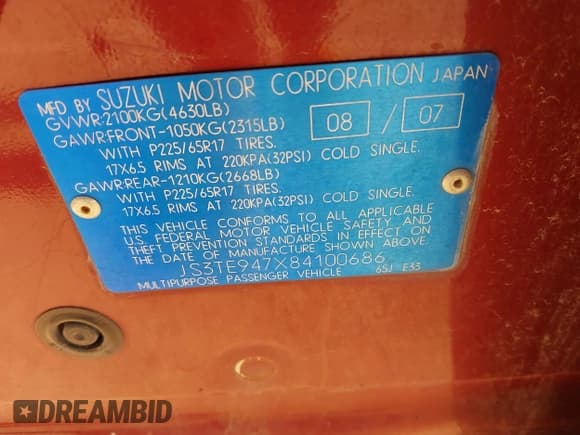 MFD BY SUZUKI MOTOR CORPORATION JAPAN
GVWR:2100KG(4630LB)
GAWR:FRONT-1050KG(2315LB) 08 / 07
WITH P225/65R17 TIRES.
17X6.5 RIMS AT 220KPA(32PSI) COLD SINGLE.
GAWR:REAR-1210KG(2668LB)
WITH P225/65R17 TIRES.
17X6.5 RIMS AT 220KPA(32PSI) COLD SINGLE.
THIS VEHICLE CONFORMS TO ALL APPLICABLE
U.S. FEDERAL MOTOR VEHICLE SAFETY AND
THEFT PREVENTION STANDARDS IN EFFECT ON
THE DATE OF MANUFACTURE SHOWN ABOVE.
JS3TE947X84100686
MULTIPURPOSE PASSENGER VEHICLE 65J E33
DREAMBID